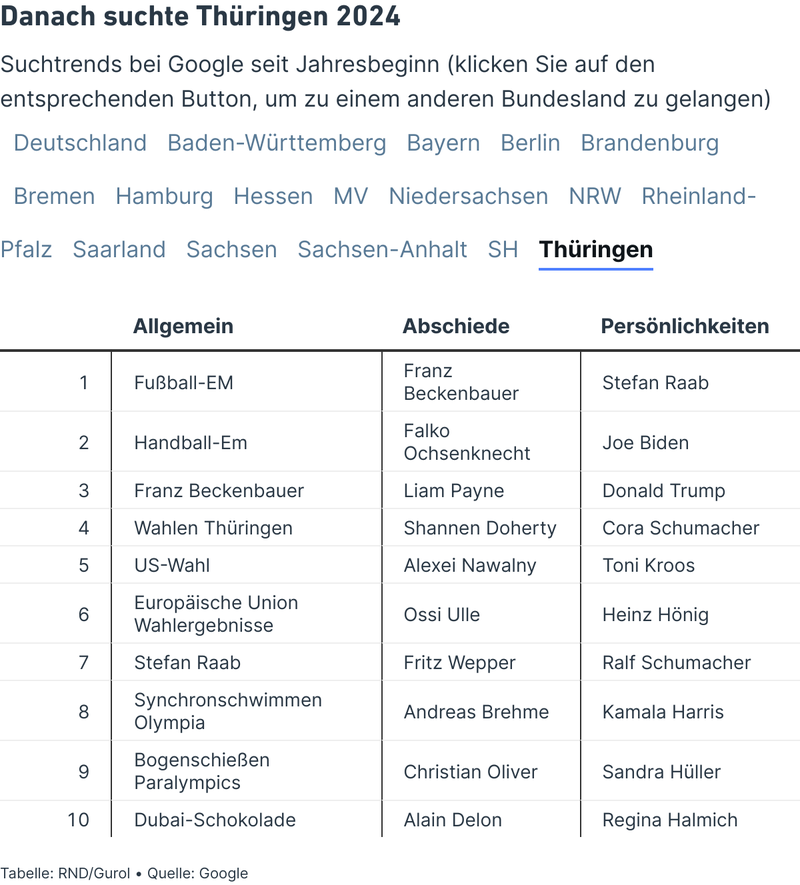 Danach suchte Thüringen 2024
Suchtrends bei Google seit Jahresbeginn (klicken Sie auf den
entsprechenden Button, um zu einem anderen Bundesland zu gelangen)
Deutschland Baden-Württemberg Bayern Berlin Brandenburg
Bremen Hamburg Hessen MV Niedersachsen NRW Rheinland-
Pfalz Saarland Sachsen Sachsen-Anhalt SH Thüringen
Allgemein Abschiede Persönlichkeiten
1 Fußball-EM Franz Beckenbauer Stefan Raab
2 Handball-Em Falko Ochsenknecht Joe Biden
3 Franz Beckenbauer Liam Payne Donald Trump
4 Wahlen Thüringen Shannen Doherty Cora Schumacher
5 US-Wahl Alexei Nawalny Toni Kroos
6 Europäische Union Wahlergebnisse Ossi Ulle Heinz Hönig
7 Stefan Raab Fritz Wepper Ralf Schumacher
8 Synchronschwimmen Olympia Andreas Brehme Kamala Harris
9 Bogenschießen Paralympics Christian Oliver Sandra Hüller
10 Dubai-Schokolade Alain Delon Regina Halmich
Tabelle: RND/Gurol • Quelle: Google